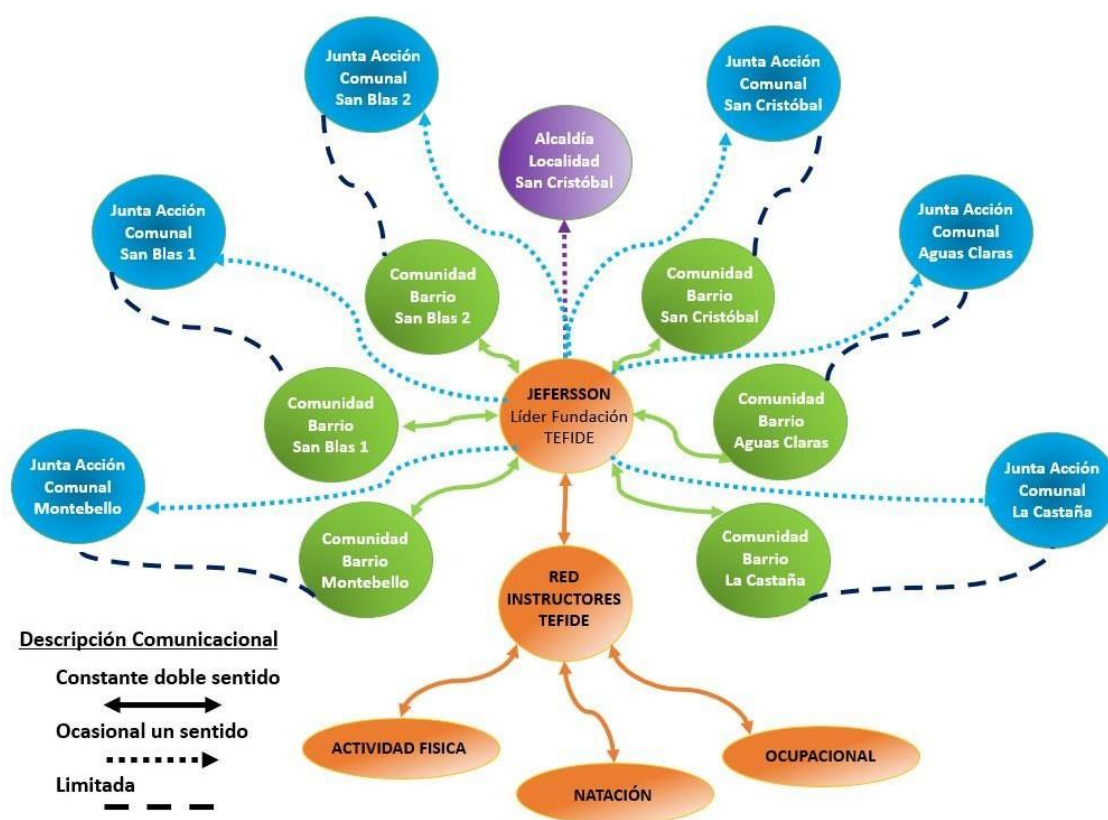 Junta Acción
Comunal
San Blas 2
Junta Acción
Comunal
San Cristóbal
Alcaldía
Localidad
San Cristóbal
Junta Acción
Comunal
San Blas 1
Junta Acción
Comunal
Aguas Claras
Comunidad
Barrio
San Blas 2
Comunidad
Barrio
San Cristóbal
JEFERSSON
Líder Fundación
TEFIDE
Comunidad
Barrio
San Blas 1
Comunidad
Barrio
Aguas Claras
Junta Acción
Comunal
Montebello
Junta Acción
Comunal
La Castaña
Comunidad
Barrio
Montebello
Comunidad
Barrio
La Castaña
RED
INSTRUCTORES
TEFIDE
Descripción Comunicacional
Constante doble sentido
Ocasional un sentido
Limitada
ACTIVIDAD FISICA
NATACIÓN
OCUPACIONAL